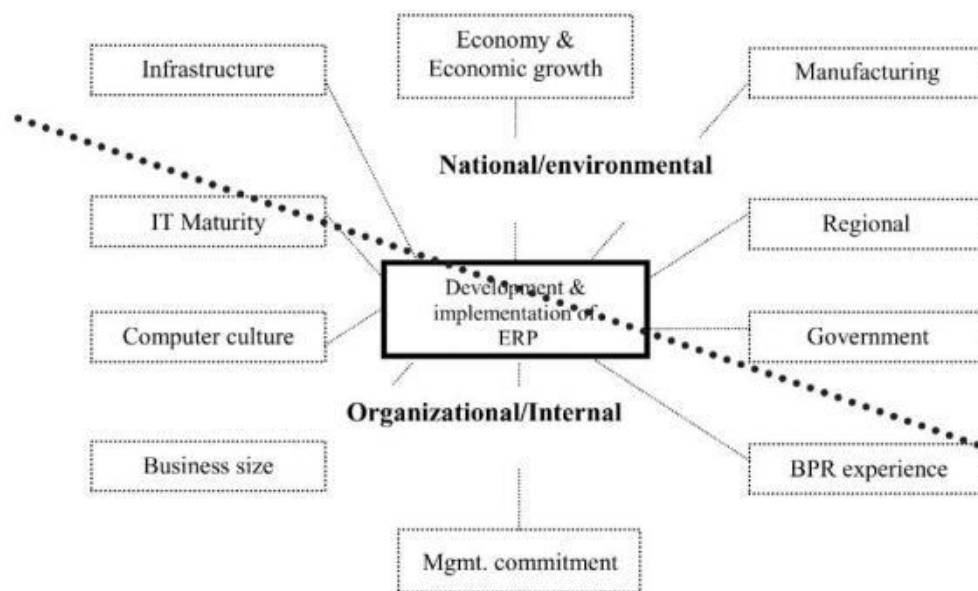 Economy &
Economic growth
Infrastructure
Manufacturing
National/environmental
IT Maturity
Regional
Development &
implementation of
ERP
Computer culture
Government
Organizational/Internal
Business size
BPR experience
Mgmt. commitment